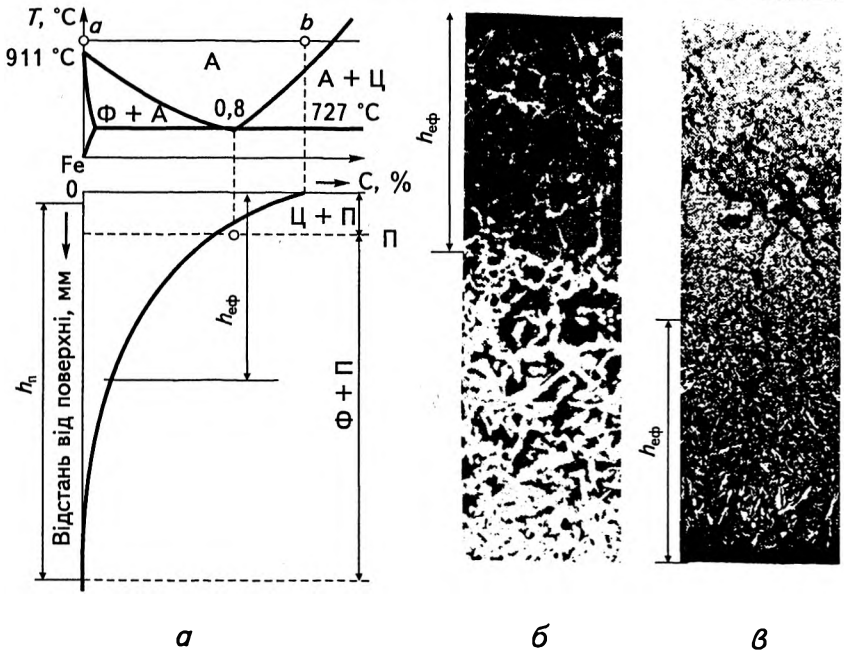 T, °C
a
b
911 °C
А
А + Ц
Ф + А
0,8
727 °C
Fe
0
C, %
Ц + П
П
Відстань від поверхні, мм
hп
hеф
Ф + П
hеф
hеф
а
б
в